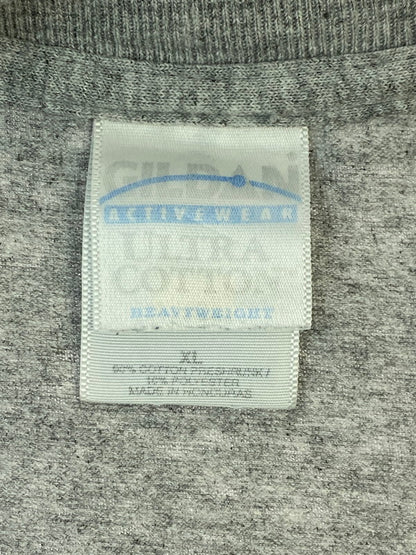 GILDAN®
ACTIVEWEAR
ULTRA
COTTON®
HEAVYWEIGHT
XL
90% COTTON PRESHRUNK /
10% POLYESTER
MADE IN HONDURAS